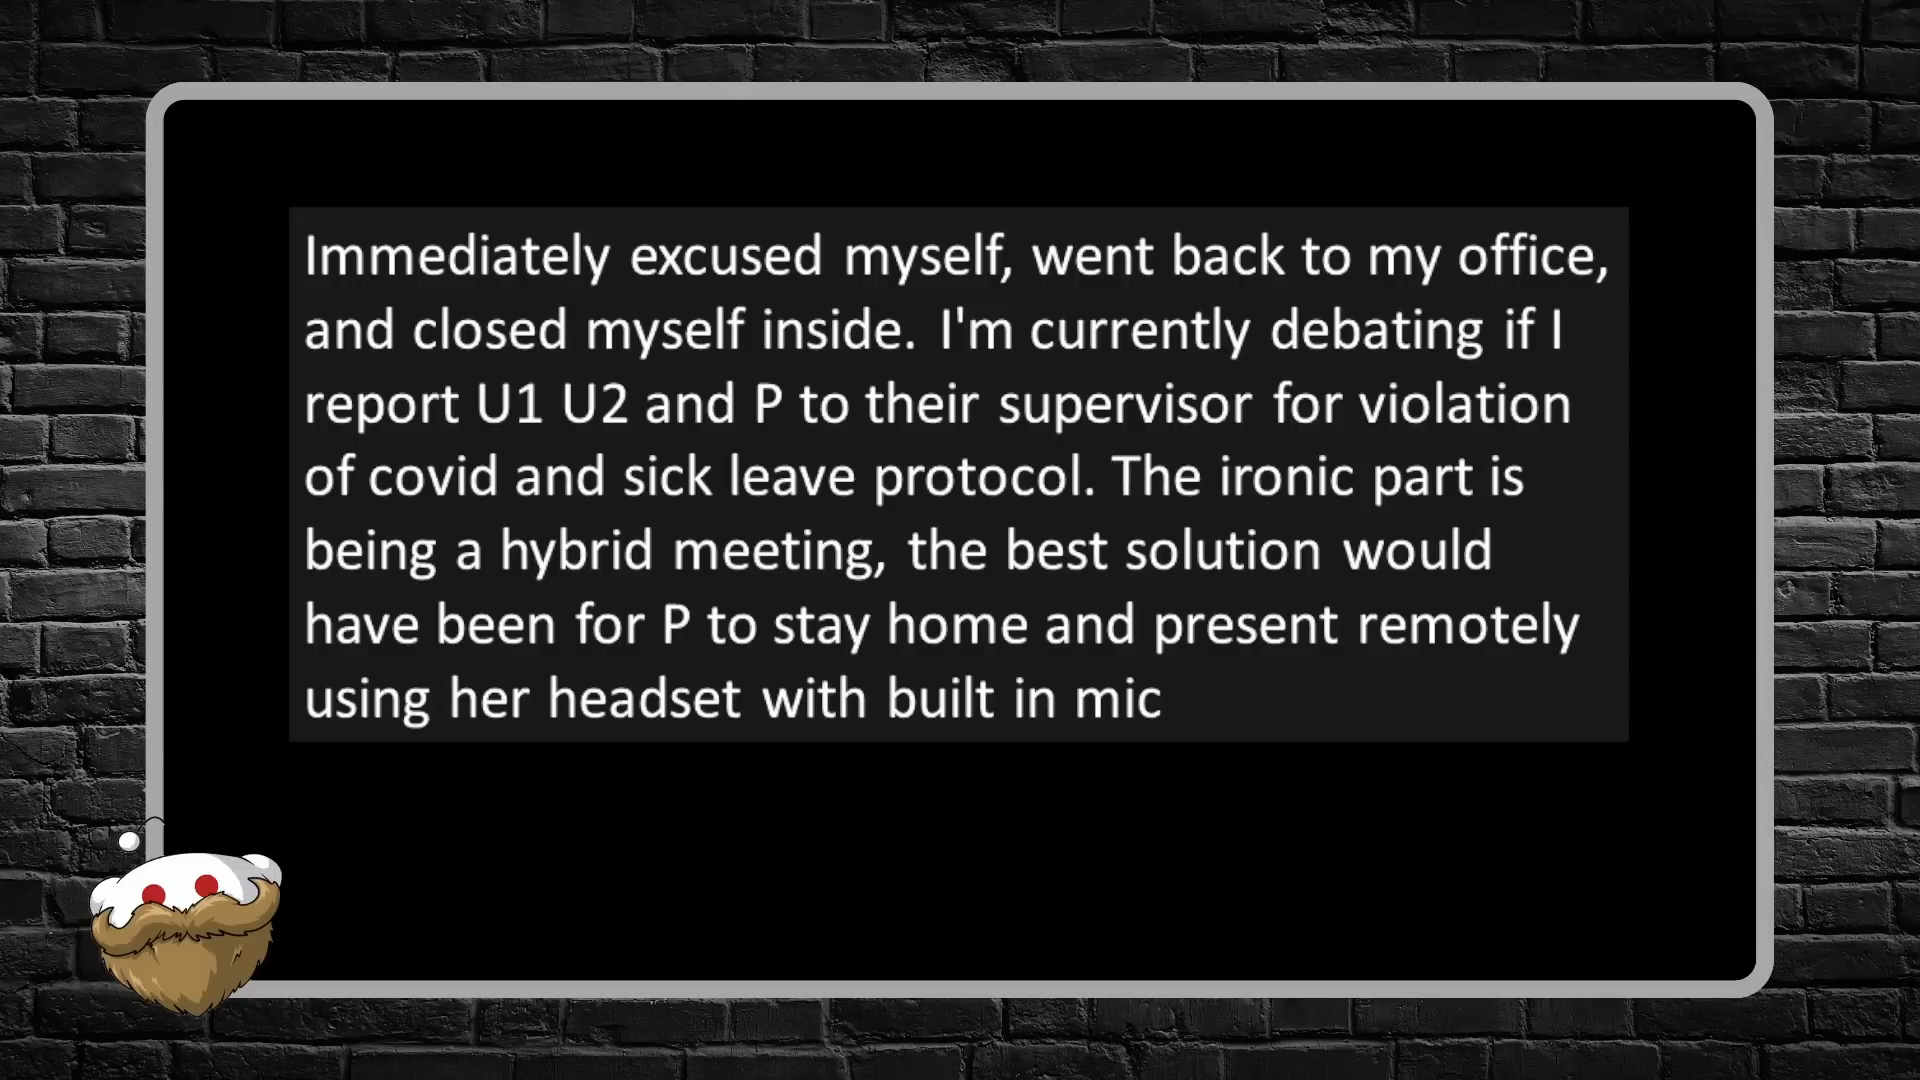 Immediately excused myself, went back to my office,
and closed myself inside. I'm currently debating if I
report U1 U2 and P to their supervisor for violation
of covid and sick leave protocol. The ironic part is
being a hybrid meeting, the best solution would
have been for P to stay home and present remotely
using her headset with built in mic